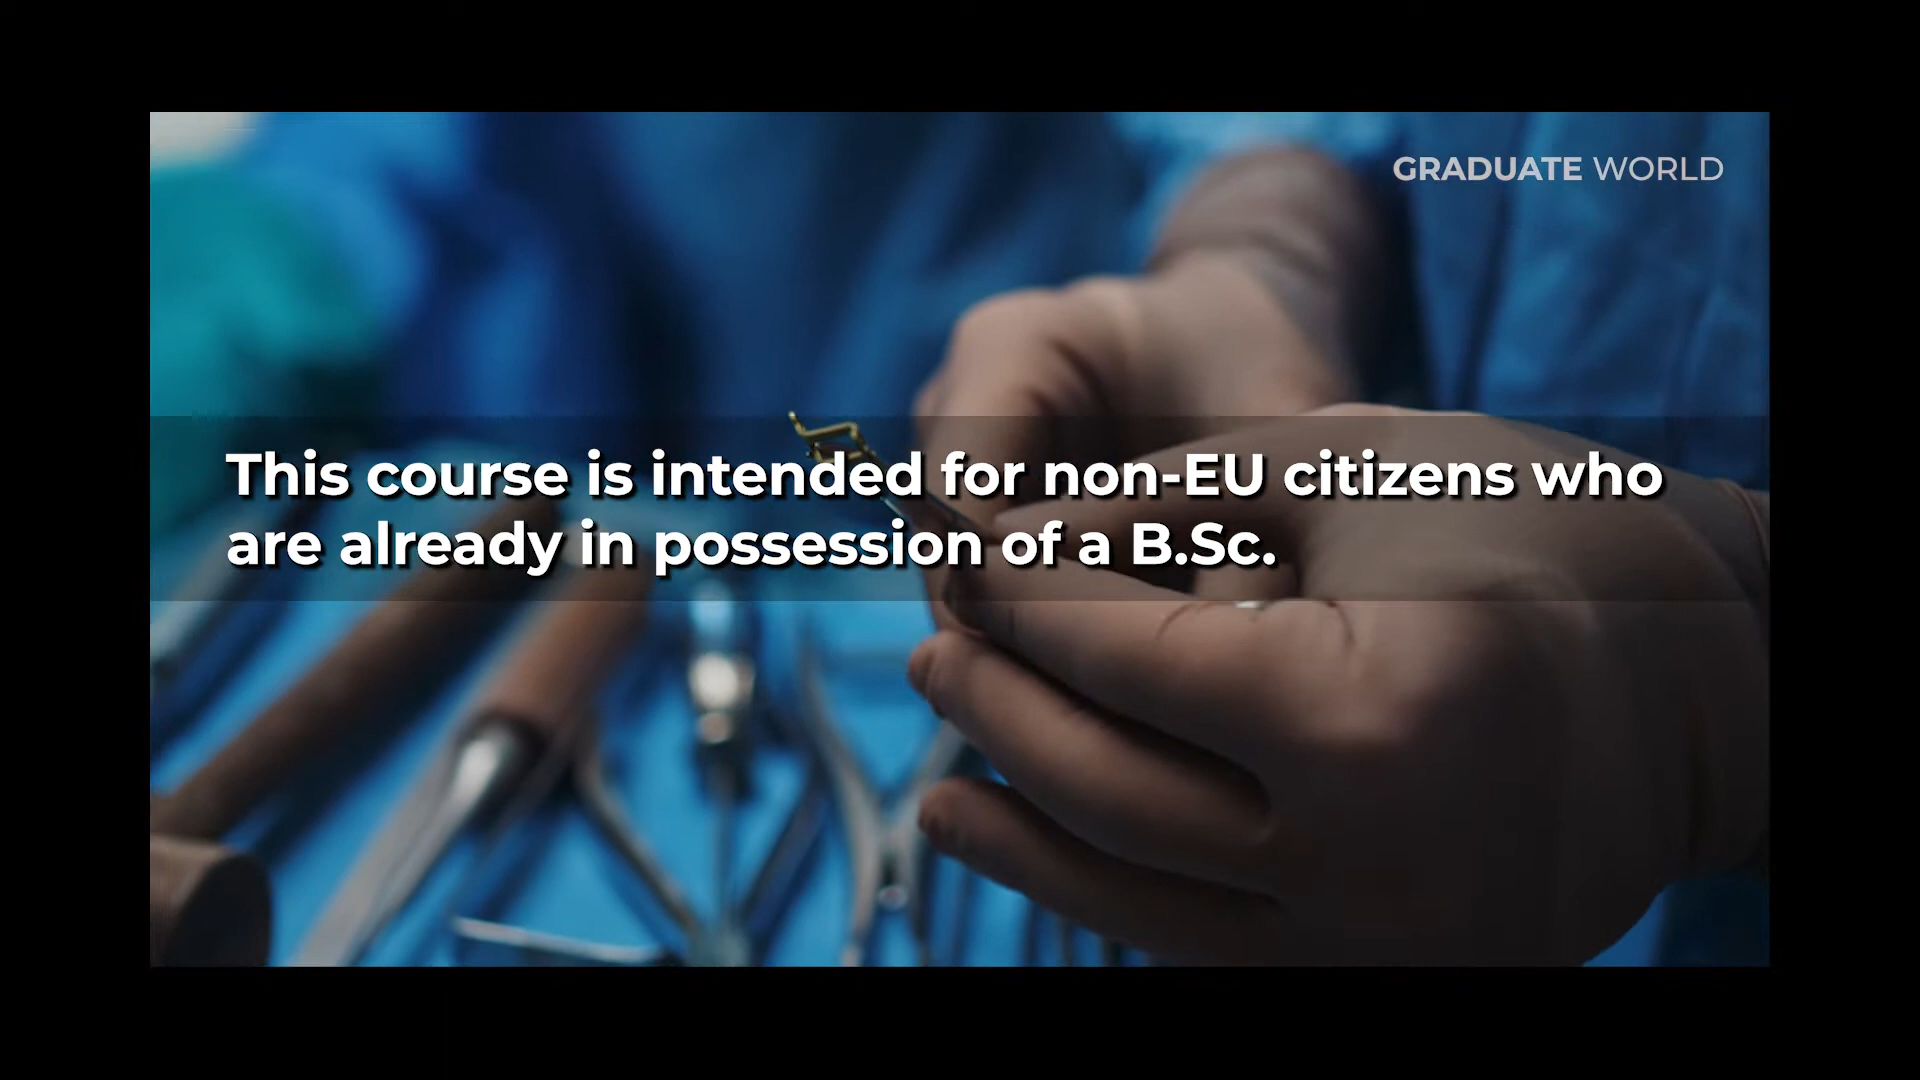 GRADUATE WORLD
This course is intended for non-EU citizens who
are already in possession of a B.Sc.